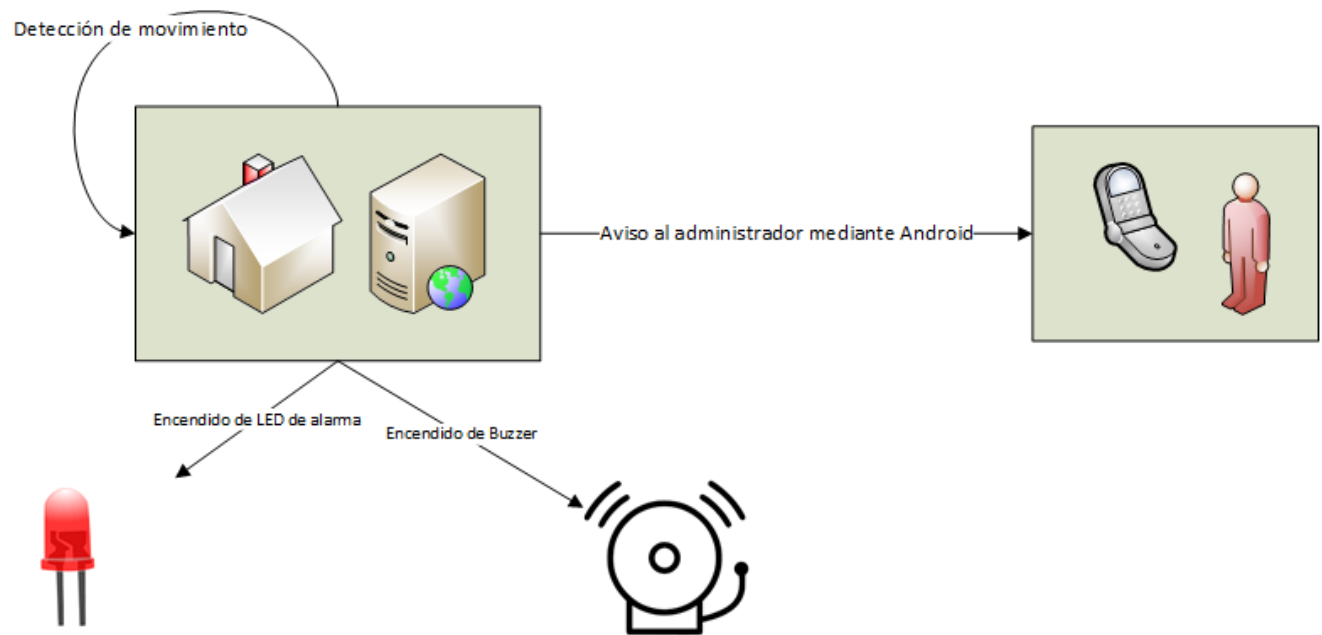 Detección de movimiento
Aviso al administrador mediante Android
Encendido de LED de alarma
Encendido de Buzzer